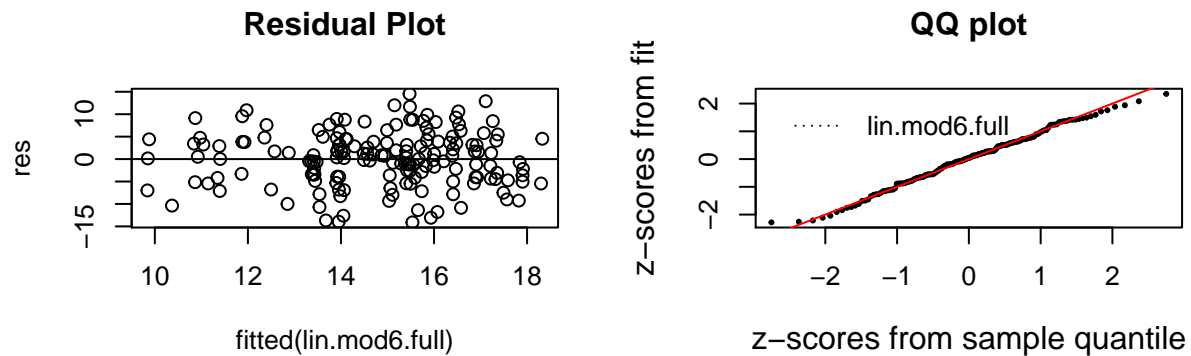 Residual Plot
res
−15 0 10
10 12 14 16 18
fitted(lin.mod6.full)
QQ plot
z−scores from fit
−2 0 2
lin.mod6.full
−2 −1 0 1 2
z−scores from sample quantile